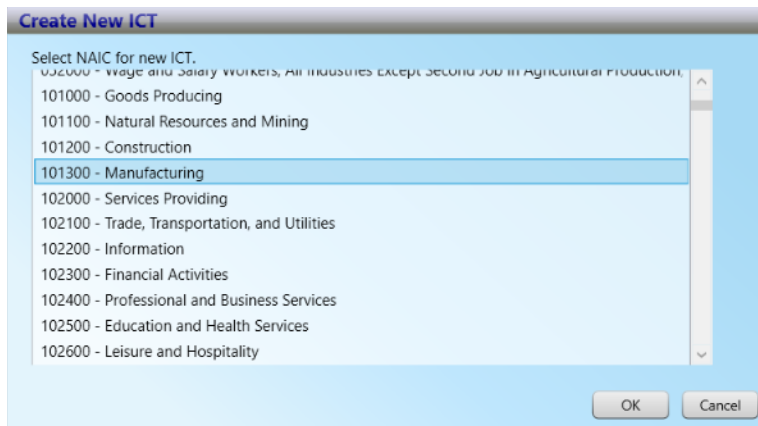 Create New ICT
Select NAIC for new ICT.
032000 - Wage and Salary Workers, All Industries Except Second Job in Agricultural Production,
101000 - Goods Producing
101100 - Natural Resources and Mining
101200 - Construction
101300 - Manufacturing
102000 - Services Providing
102100 - Trade, Transportation, and Utilities
102200 - Information
102300 - Financial Activities
102400 - Professional and Business Services
102500 - Education and Health Services
102600 - Leisure and Hospitality
OK Cancel